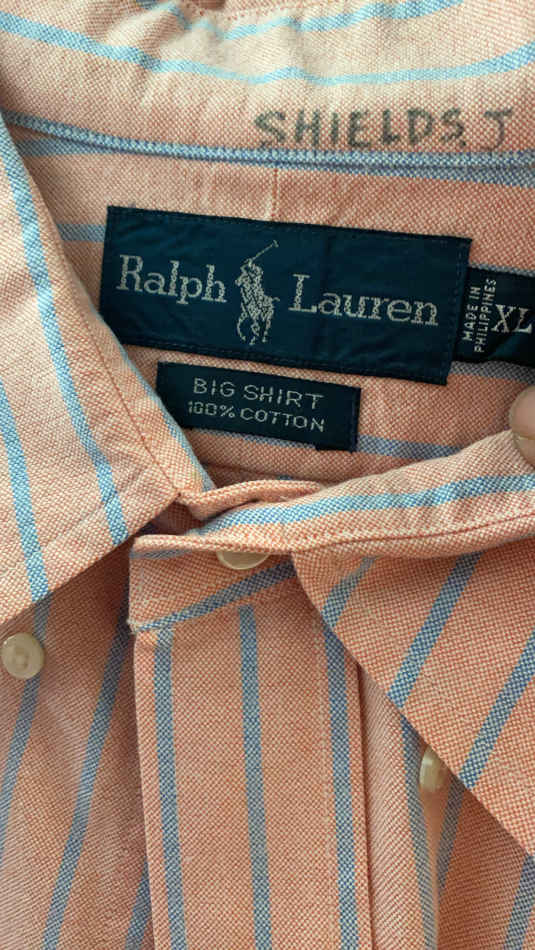 SHIELDS. J
Ralph Lauren
MADE IN
PHILIPPINES
XL
BIG SHIRT
100% COTTON